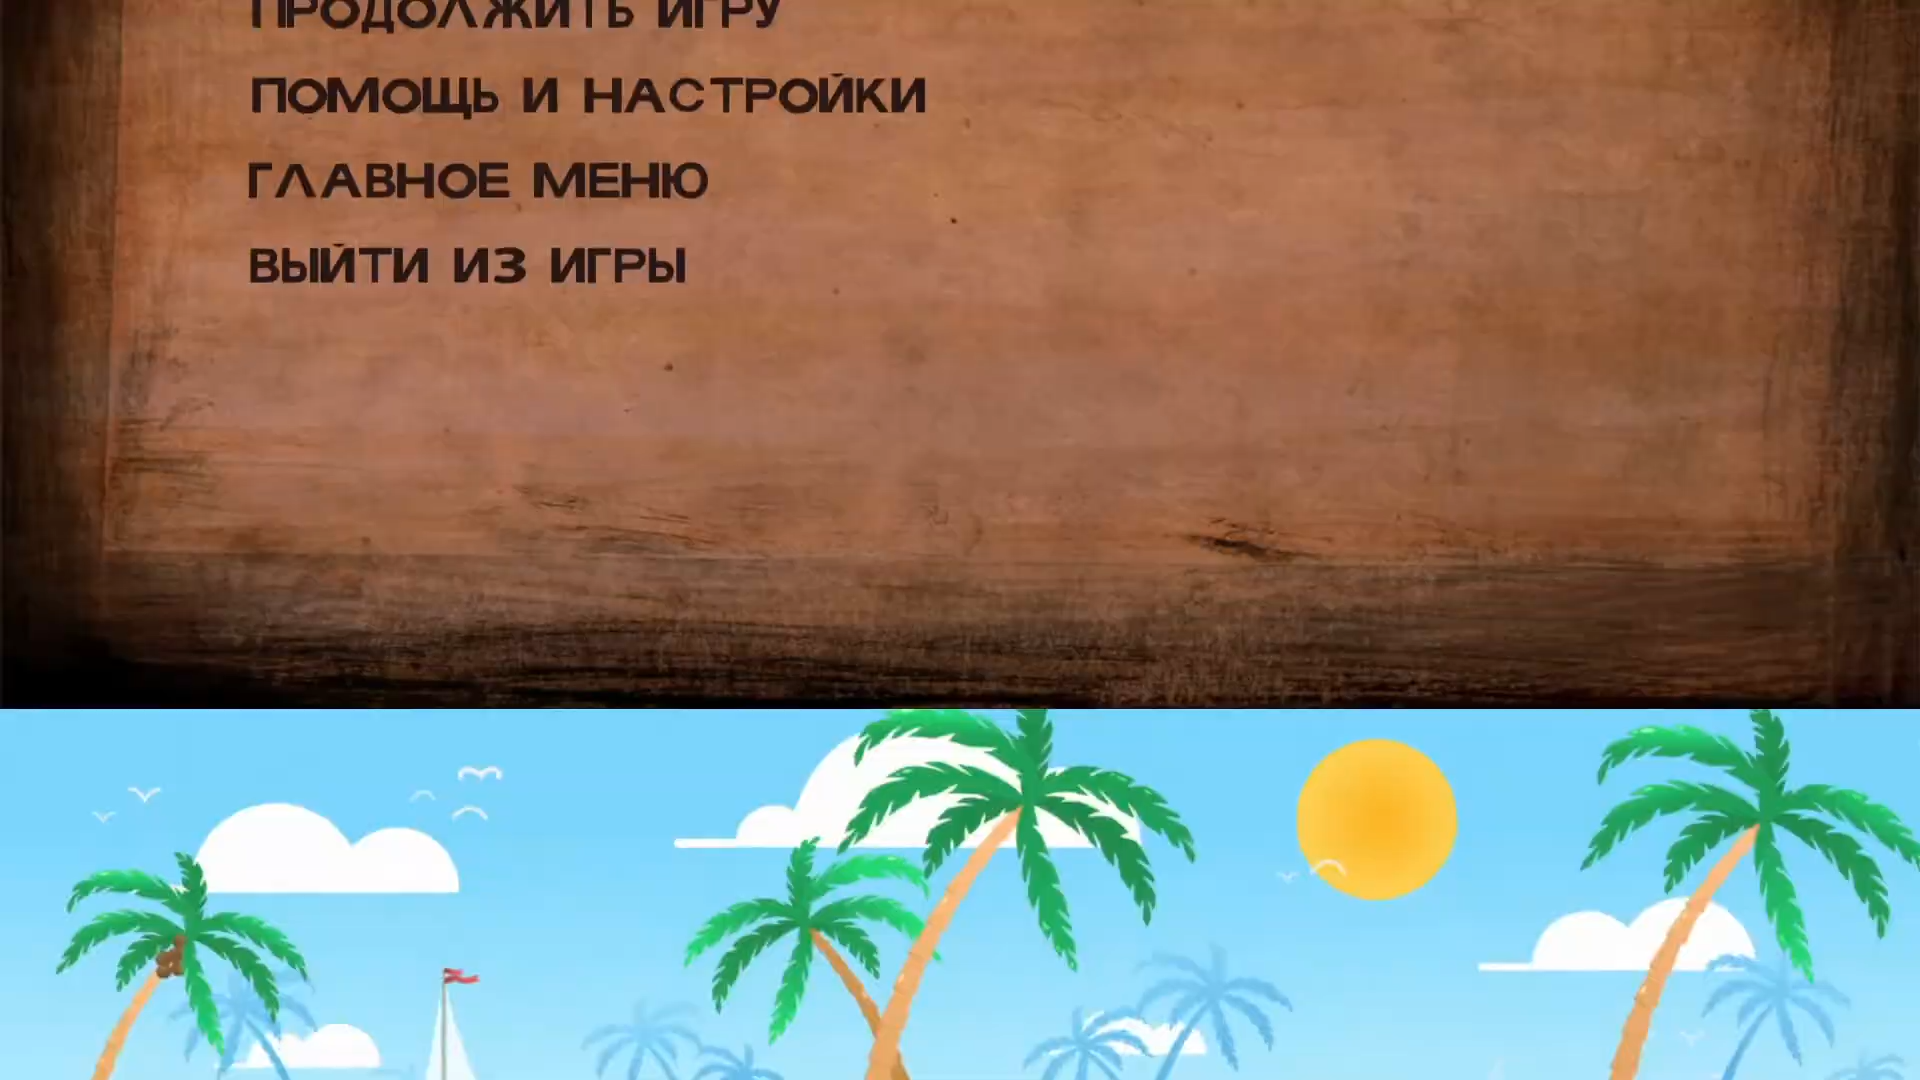 ПРОДОЛЖИТЬ ИГРУ
ПОМОЩЬ И НАСТРОЙКИ
ГЛАВНОЕ МЕНЮ
ВЫЙТИ ИЗ ИГРЫ